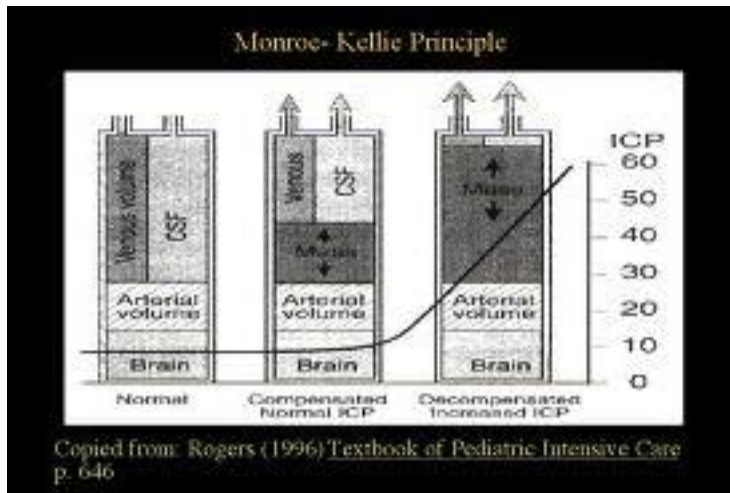 Monroe- Kellie Principle
Venous volume
CSF
Arterial
volume
Brain
Normal
Venous
CSF
Mass
Arterial
volume
Brain
Compensated
Normal ICP
Mass
Arterial
volume
Brain
Decompensated
Increased ICP
ICP
60
50
40
30
20
10
0
Copied from: Rogers (1996) Textbook of Pediatric Intensive Care
p. 646